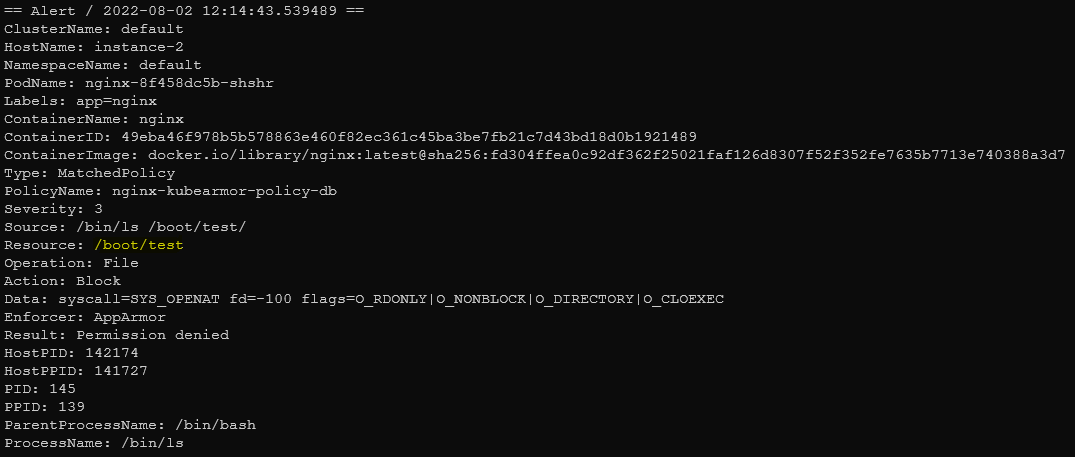 == Alert / 2022-08-02 12:14:43.539489 ==
ClusterName: default
HostName: instance-2
NamespaceName: default
PodName: nginx-8f458dc5b-shshr
Labels: app=nginx
ContainerName: nginx
ContainerID: 49eba46f978b5b578863e460f82ec361c45ba3be7fb21c7d43bd18d0b1921489
ContainerImage: docker.io/library/nginx:latest@sha256:fd304ffea0c92df362f25021faf126d8307f52f352fe7635b7713e740388a3d7
Type: MatchedPolicy
PolicyName: nginx-kubearmor-policy-db
Severity: 3
Source: /bin/ls /boot/test/
Resource: /boot/test
Operation: File
Action: Block
Data: syscall=SYS_OPENAT fd=-100 flags=O_RDONLY|O_NONBLOCK|O_DIRECTORY|O_CLOEXEC
Enforcer: AppArmor
Result: Permission denied
HostPID: 142174
HostPPID: 141727
PID: 145
PPID: 139
ParentProcessName: /bin/bash
ProcessName: /bin/ls